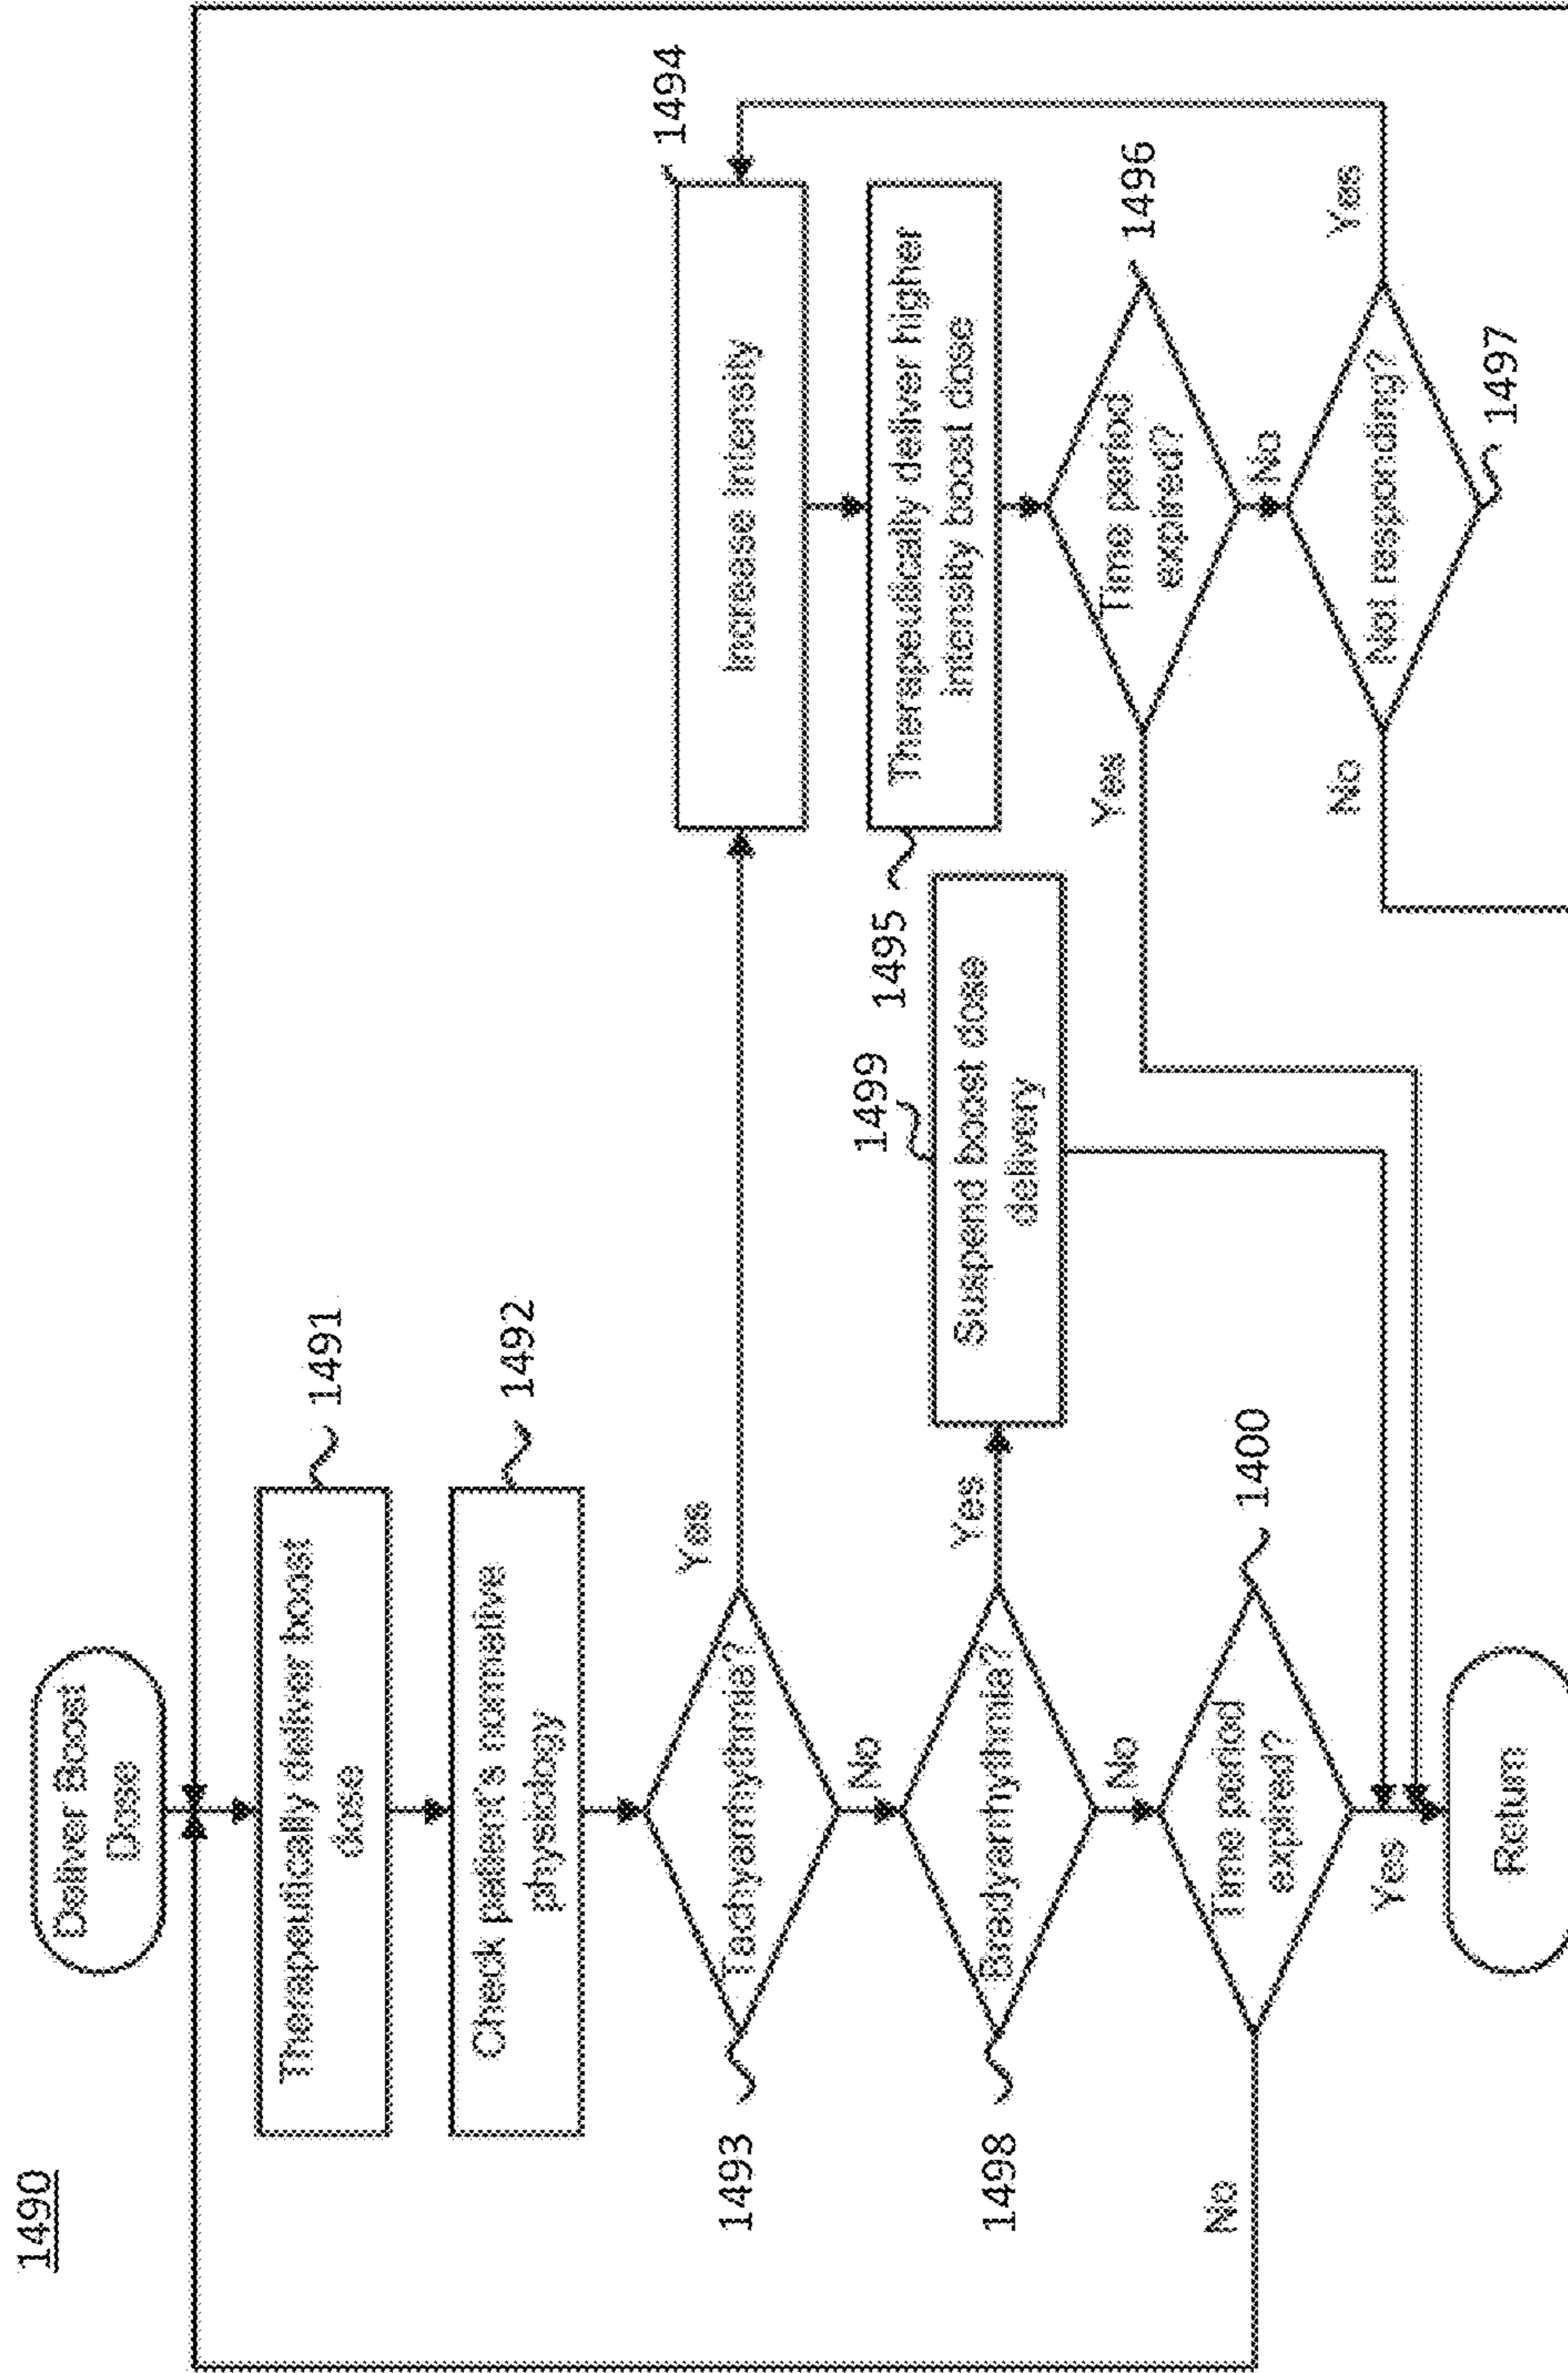 1490
Deliver Boost
Dose
Therapeutically deliver boost
dose
1491
Check patient's normative
physiology
1492
1493
Tachyarrhythmia?
Yes
No
1494
Increase intensity
1495
Therapeutically deliver higher
intensity boost dose
1498
Bradyarrhythmia?
Yes
No
1499
Suspend boost dose
delivery
Time period
expired?
1496
Yes
No
No
Time period
expired?
1400
Yes
No
Not responding?
Yes
1497
Return